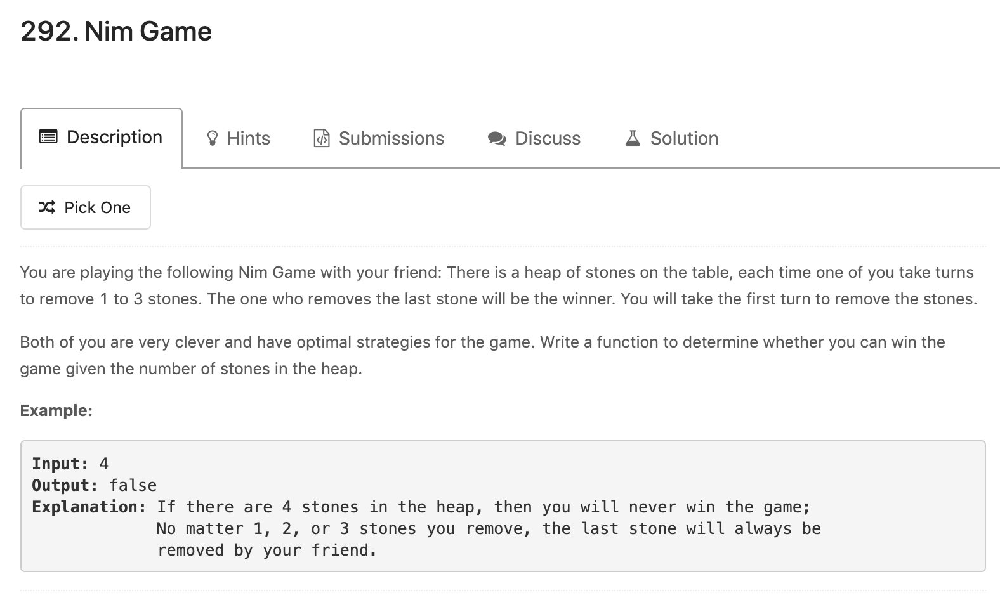 292. Nim Game
Description
Hints
Submissions
Discuss
Solution
Pick One
You are playing the following Nim Game with your friend: There is a heap of stones on the table, each time one of you take turns
to remove 1 to 3 stones. The one who removes the last stone will be the winner. You will take the first turn to remove the stones.
Both of you are very clever and have optimal strategies for the game. Write a function to determine whether you can win the
game given the number of stones in the heap.
Example:
Input: 4
Output: false
Explanation: If there are 4 stones in the heap, then you will never win the game;
No matter 1, 2, or 3 stones you remove, the last stone will always be
removed by your friend.